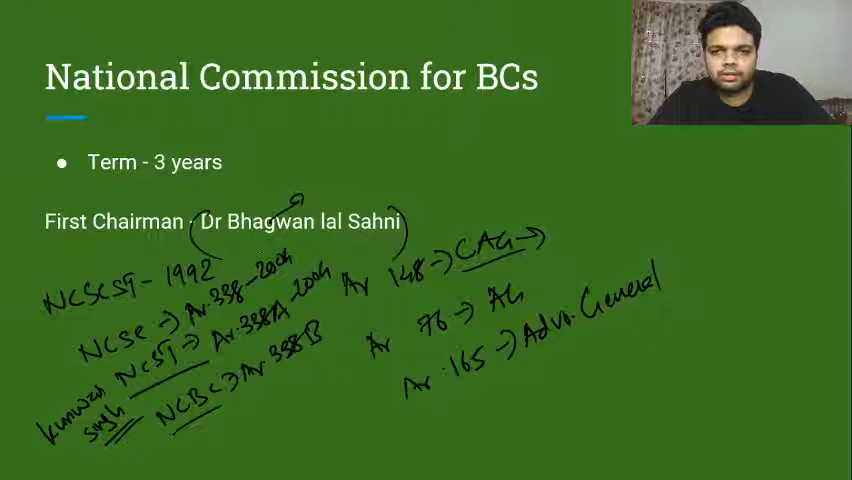 National Commission for BCs
● Term - 3 years
First Chairman - Dr Bhagwan lal Sahni
NCSCST - 1992
NCSC → Ar.338 - 2004
NCST → Ar.338A - 2004
NCBC → Ar.338B
Kunwar
singh
Ar 148 → CAG →
Ar 76 → AG
Ar.165 → Advo. General